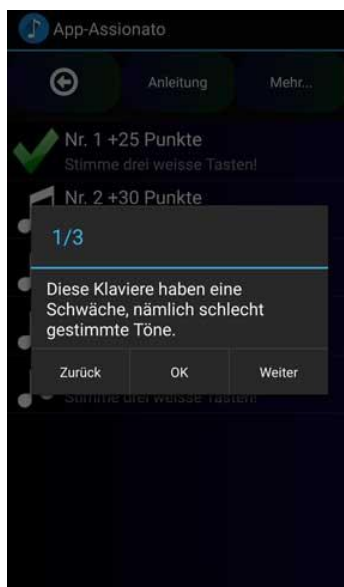 App-Assionato
Anleitung
Mehr...
Nr. 1 +25 Punkte
Stimme drei weisse Tasten!
Nr. 2 +30 Punkte
1/3
Diese Klaviere haben eine
Schwäche, nämlich schlecht
gestimmte Töne.
Zurück
OK
Weiter
Stimme drei weisse Tasten!